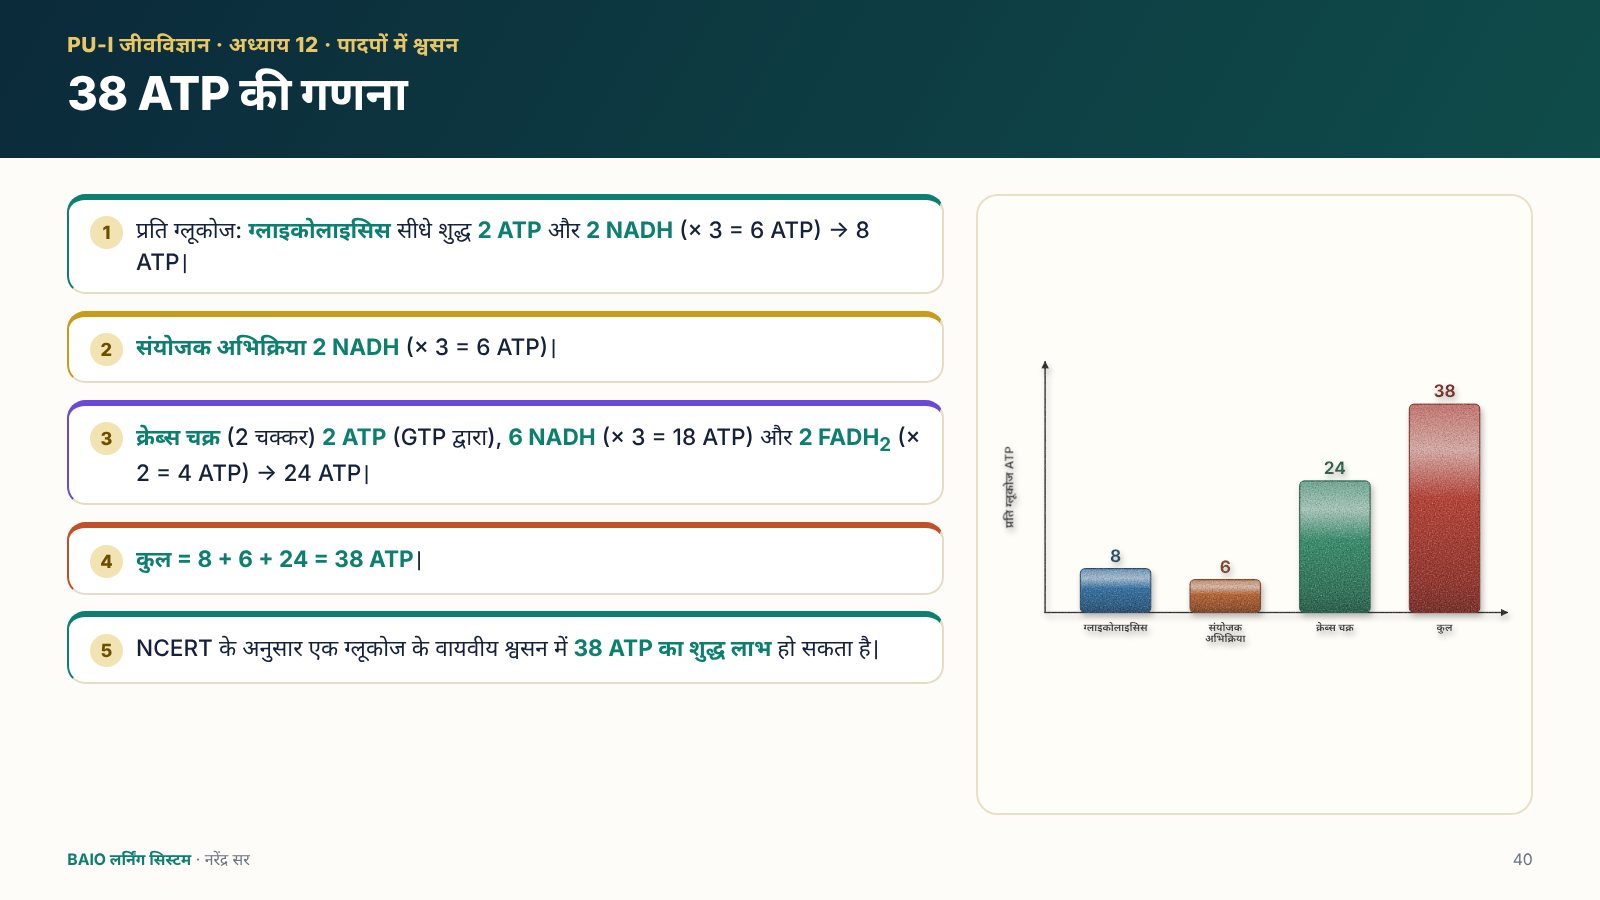 PU-I जीवविज्ञान · अध्याय 12 · पादपों में श्वसन
38 ATP की गणना
1 प्रति ग्लूकोज: ग्लाइकोलाइसिस सीधे शुद्ध 2 ATP और 2 NADH (× 3 = 6 ATP) → 8
ATP|
2 संयोजक अभिक्रिया 2 NADH (× 3 = 6 ATP)|
3 क्रेब्स चक्र (2 चक्कर) 2 ATP (GTP द्वारा), 6 NADH (× 3 = 18 ATP) और 2 FADH₂ (×
2 = 4 ATP) → 24 ATP|
4 कुल = 8 + 6 + 24 = 38 ATP|
5 NCERT के अनुसार एक ग्लूकोज के वायवीय श्वसन में 38 ATP का शुद्ध लाभ हो सकता है|
प्रति ग्लूकोज ATP
8
6
24
38
ग्लाइकोलाइसिस
संयोजक
अभिक्रिया
क्रेब्स चक्र
कुल
BAIO लर्निंग सिस्टम · नरेंद्र सर
40